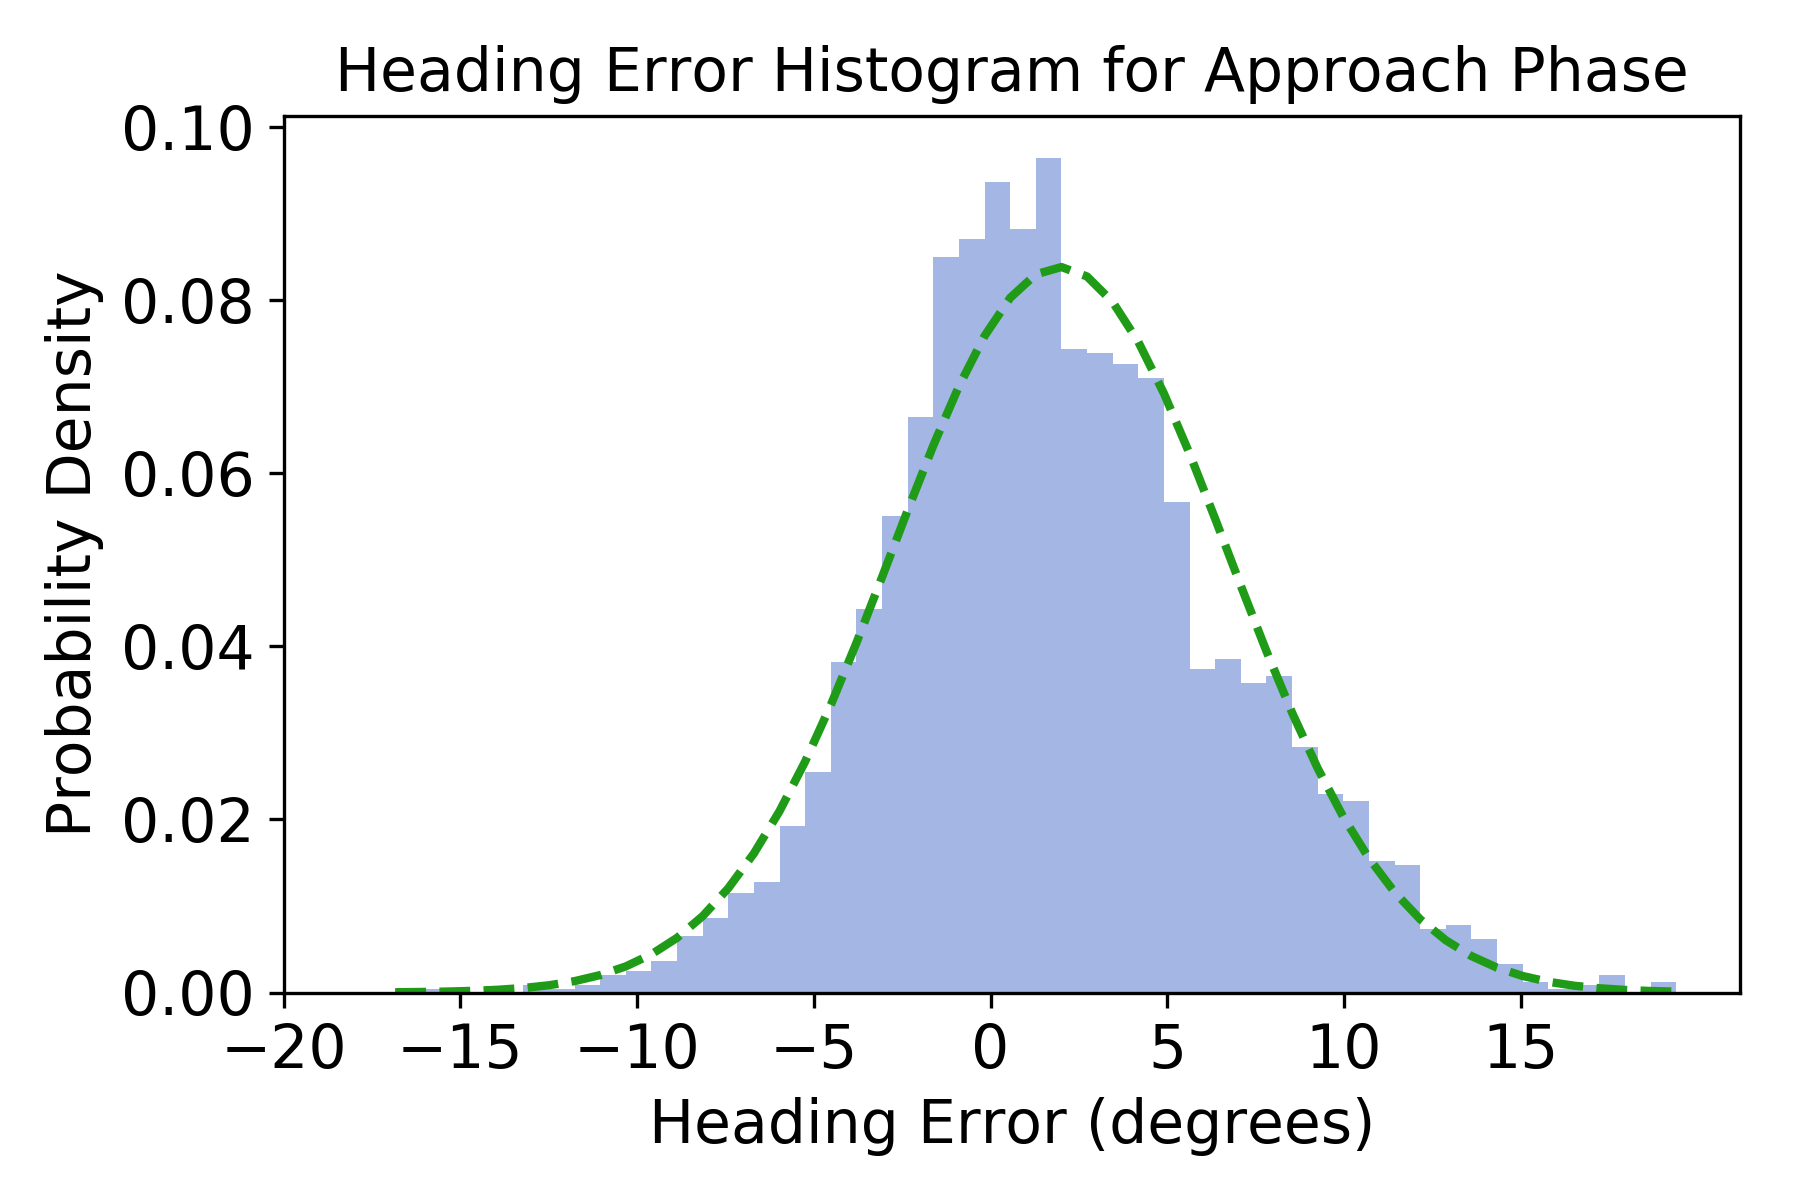 Heading Error Histogram for Approach Phase
0.10
0.08
0.06
0.04
0.02
0.00
Probability Density
−20 −15 −10 −5 0 5 10 15
Heading Error (degrees)